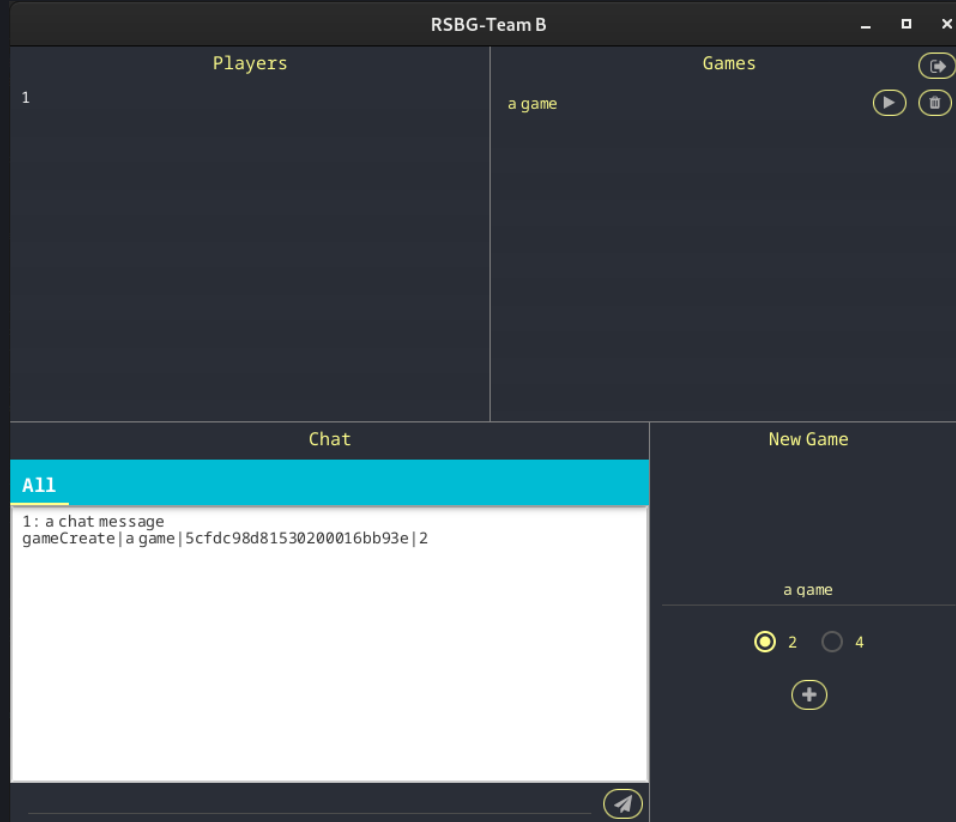 RSBG-Team B
Players
Games
1
a game
Chat
New Game
All
1: a chat message
gameCreate|a game|5cfdc98d81530200016bb93e|2
a game
2
4